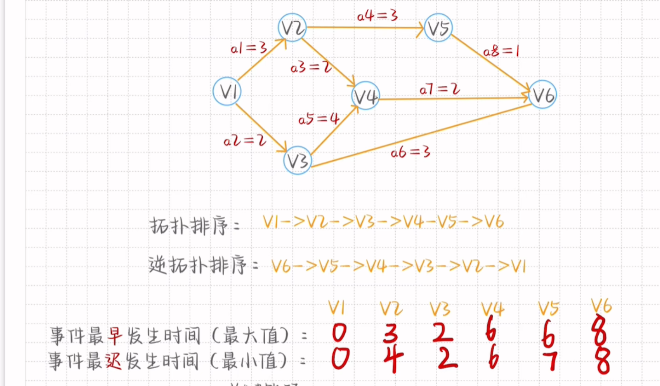 a4=3
V2
V5
a1=3
a8=1
a3=2
V1
V4
a7=2
V6
a5=4
a2=2
V3
a6=3
拓扑排序： V1->V2->V3->V4-V5->V6
逆拓扑排序：V6->V5->V4->V3->V2->V1
V1 V2 V3 V4 V5 V6
事件最早发生时间（最大值）： 0 3 2 6 6 8
事件最迟发生时间（最小值）： 0 4 2 6 7 8